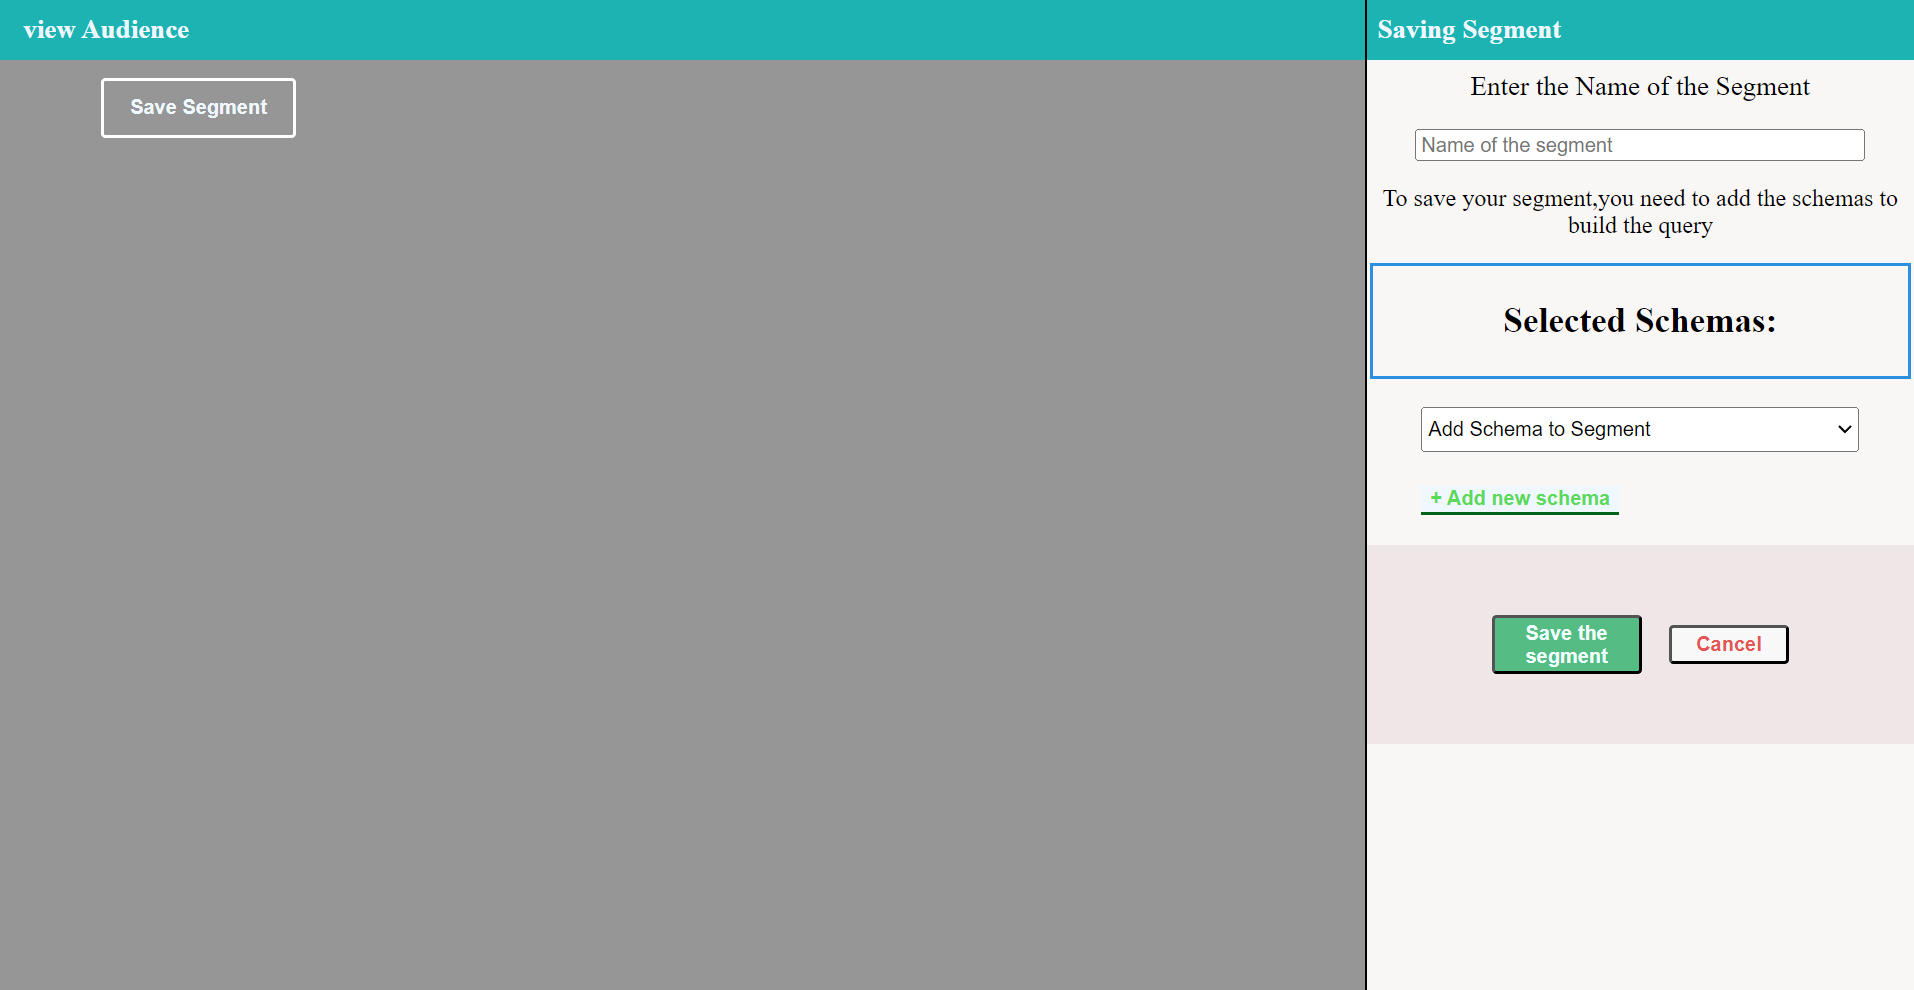 view Audience
Save Segment
Saving Segment
Enter the Name of the Segment
Name of the segment
To save your segment,you need to add the schemas to
build the query
Selected Schemas:
Add Schema to Segment
+ Add new schema
Save the
segment
Cancel